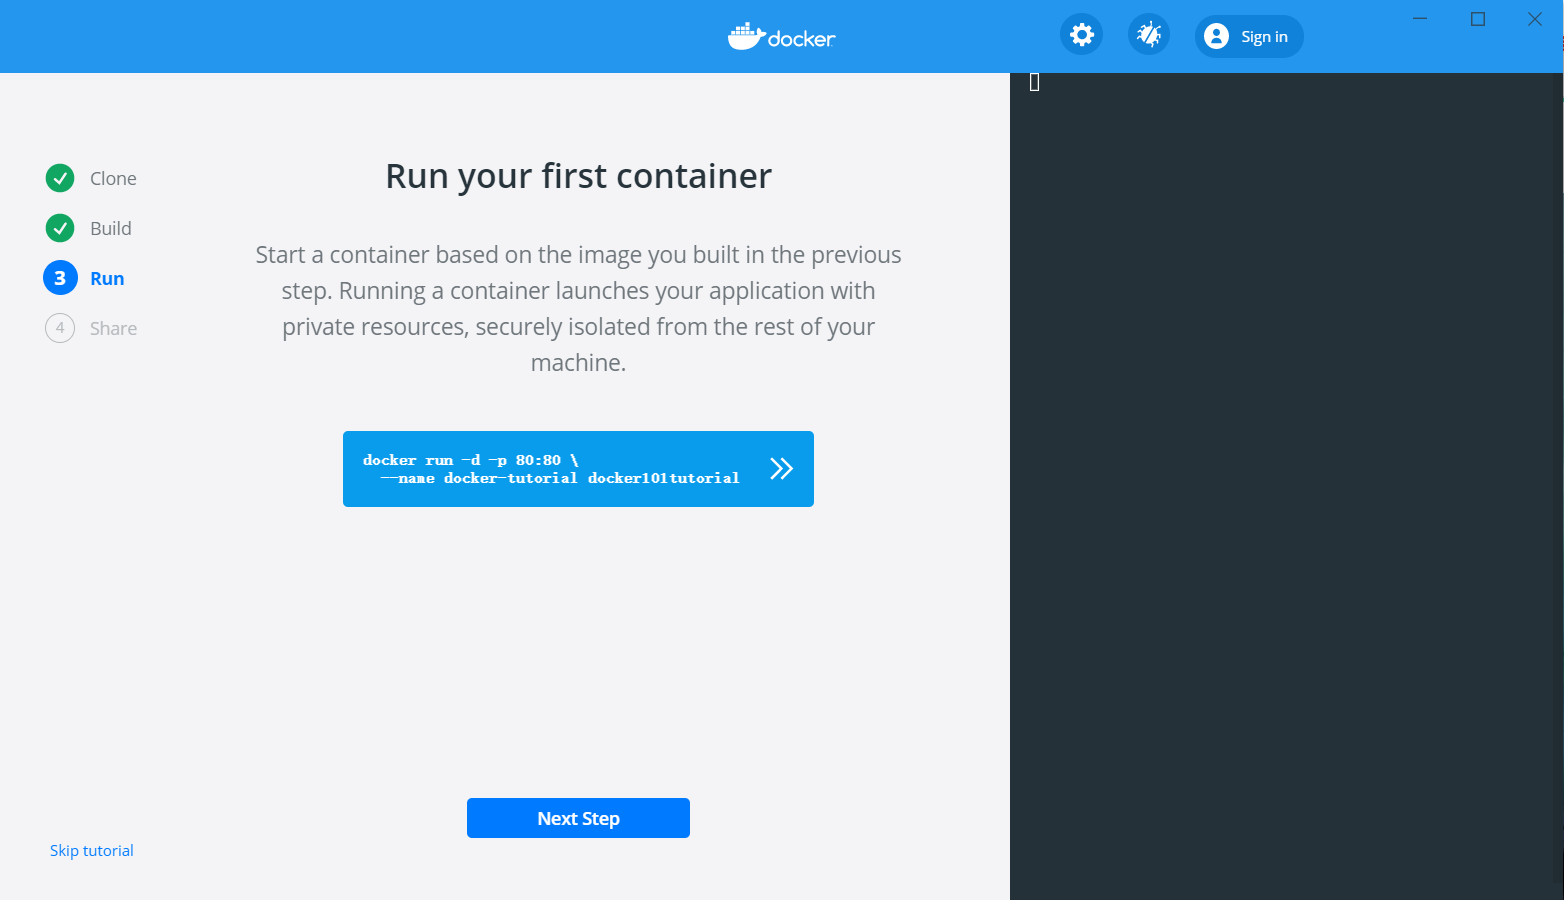 docker
Sign in
Clone
Build
3 Run
4 Share
Run your first container
Start a container based on the image you built in the previous
step. Running a container launches your application with
private resources, securely isolated from the rest of your
machine.
docker run -d -p 80:80 \
--name docker-tutorial docker101tutorial
Next Step
Skip tutorial